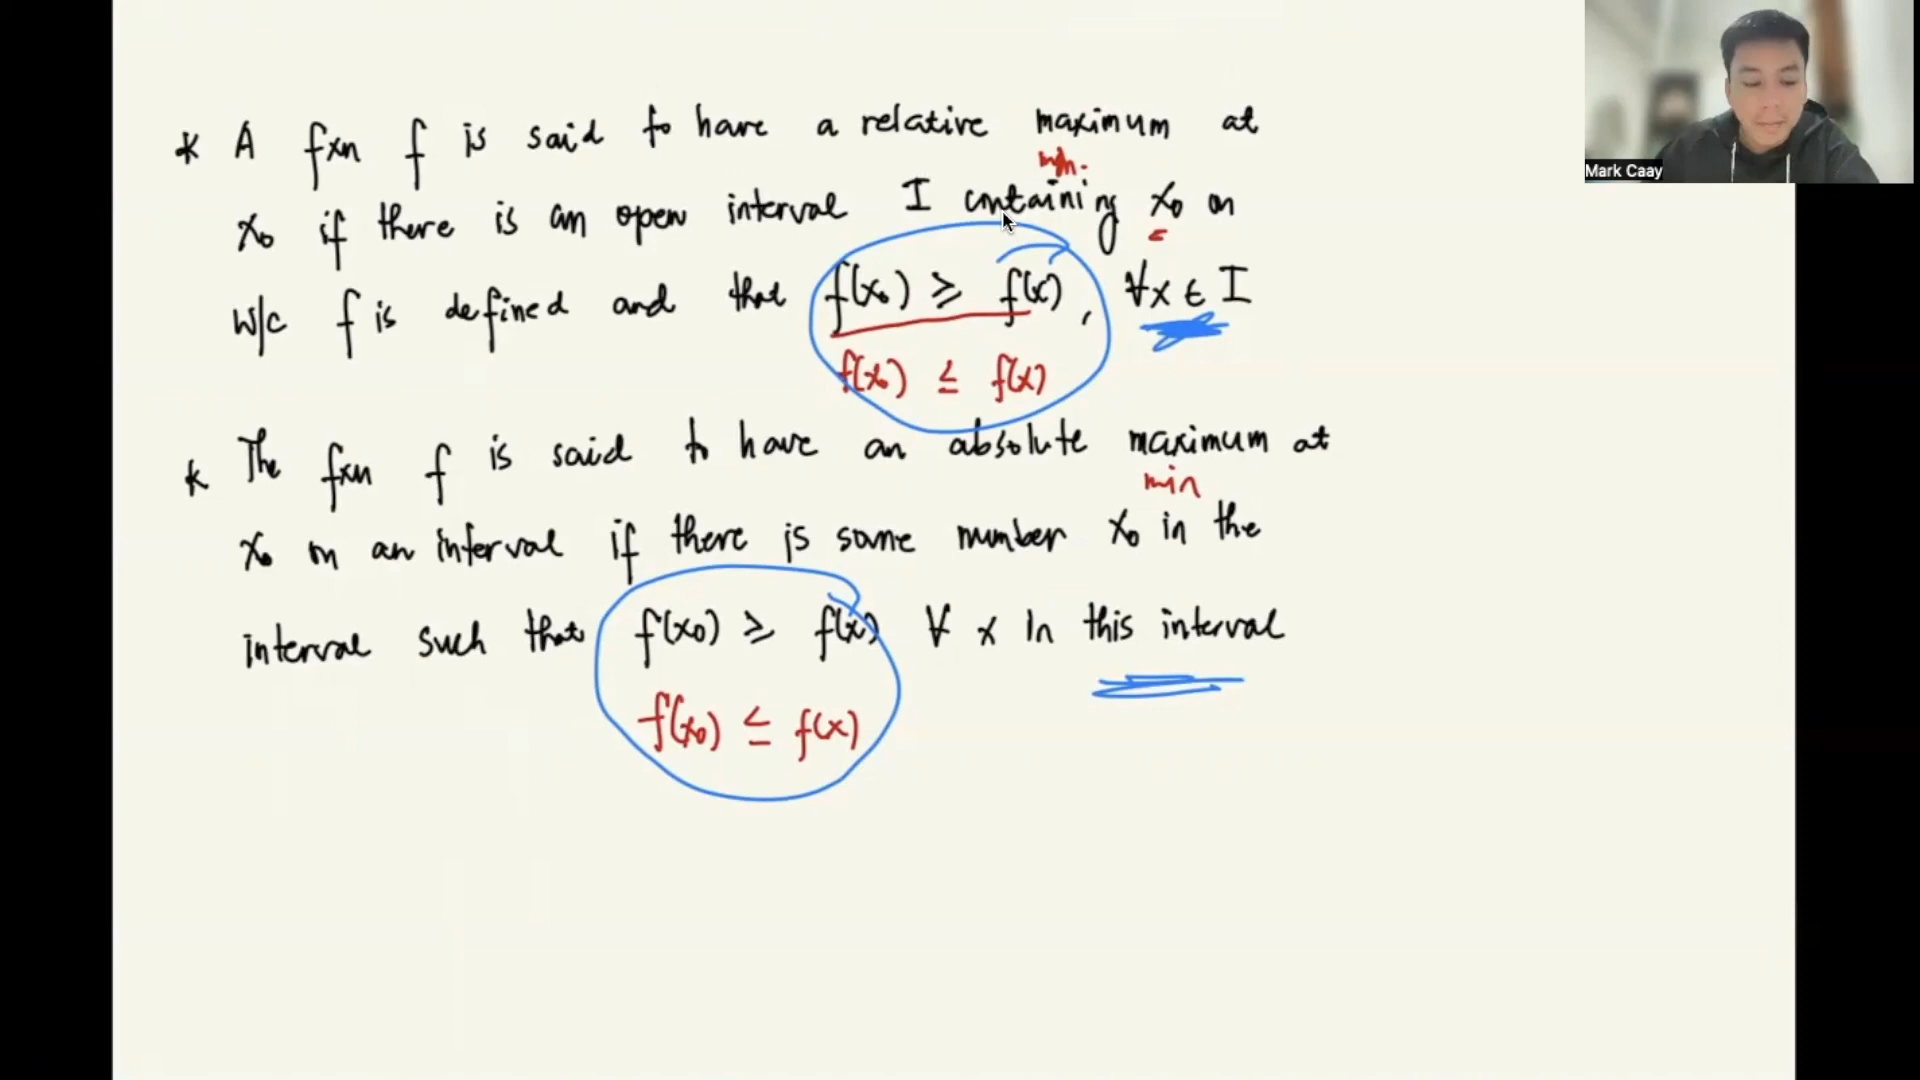 * A fxn f is said to have a relative maximum at
min.
x₀ if there is an open interval I containing x₀ on
w/c f is defined and that f(x₀) ≥ f(x), ∀x ∈ I
f(x₀) ≤ f(x)
* The fxn f is said to have an absolute maximum at
min
x₀ on an interval if there is some number x₀ in the
interval such that f(x₀) ≥ f(x) ∀ x in this interval
f(x₀) ≤ f(x)
Mark Caay